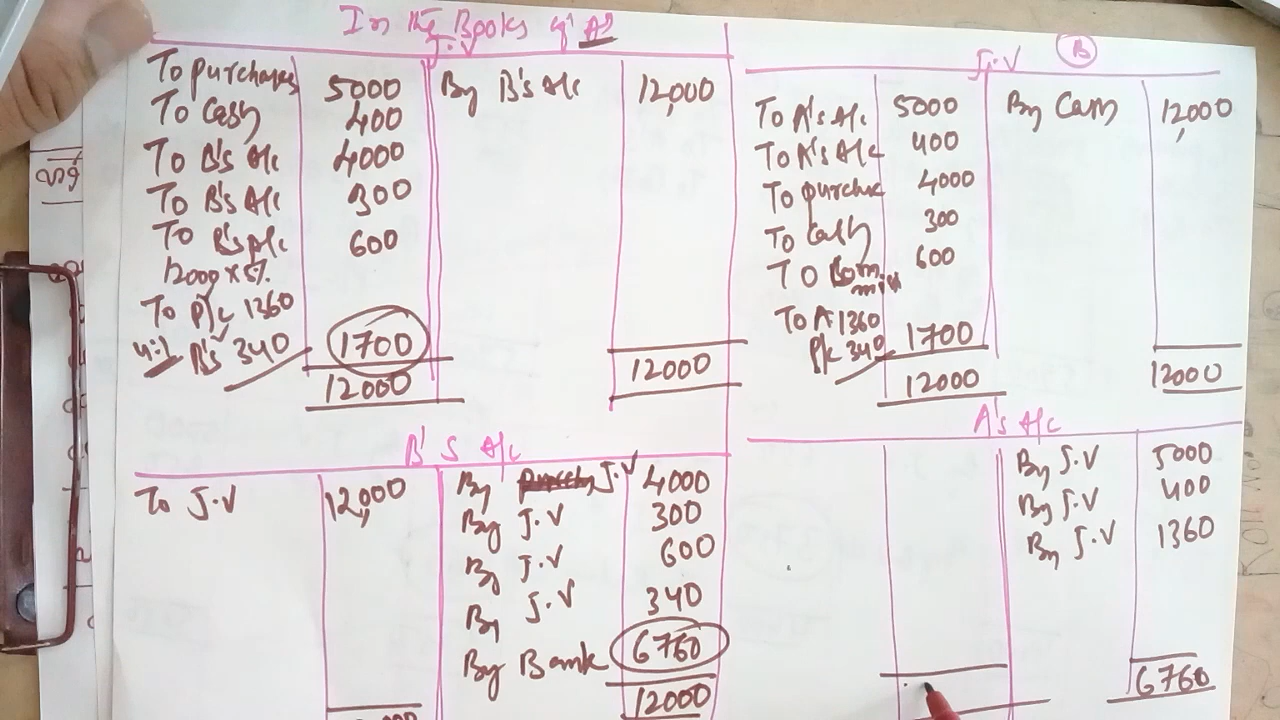 In the Books of A's
J.V
To purchases 5000 By B's A/c 12,000
To Cash 400
To B's A/c 4000
To B's A/c 300
To B's A/c 600
12000 x 5%
To P/L 1360
4:1 B's 340 1700
12000 12000
B's A/c
To J.V 12,000 By J.V 4000
By J.V 300
By J.V 600
By J.V 340
By Bank 6760
12000
J.V B
To A's A/c 5000 By Cash 12000
To A's A/c 400
To purchase 4000
To Cash 300
To 600
To A 1360
P/L 340 1700
12000 12000
A's A/c
By J.V 5000
By J.V 400
By J.V 1360
6760